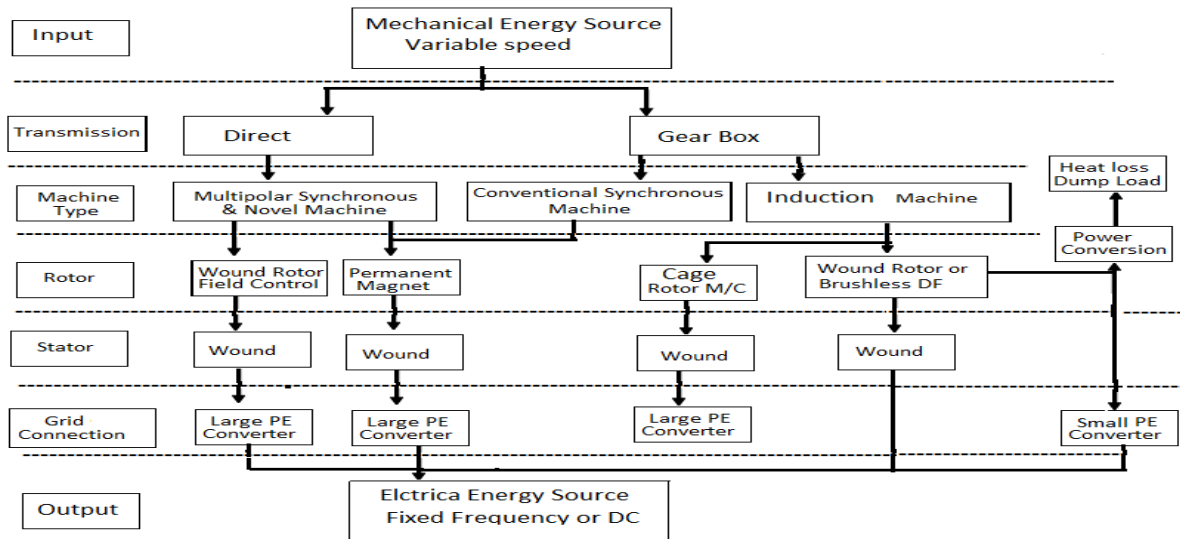 Input
Mechanical Energy Source
Variable speed
Transmission
Direct
Gear Box
Machine
Type
Multipolar Synchronous
& Novel Machine
Conventional Synchronous
Machine
Induction Machine
Heat loss
Dump Load
Power
Conversion
Rotor
Wound Rotor
Field Control
Permanent
Magnet
Cage
Rotor M/C
Wound Rotor or
Brushless DF
Stator
Wound
Wound
Wound
Wound
Grid
Connection
Large PE
Converter
Large PE
Converter
Large PE
Converter
Small PE
Converter
Output
Elctrica Energy Source
Fixed Frequency or DC